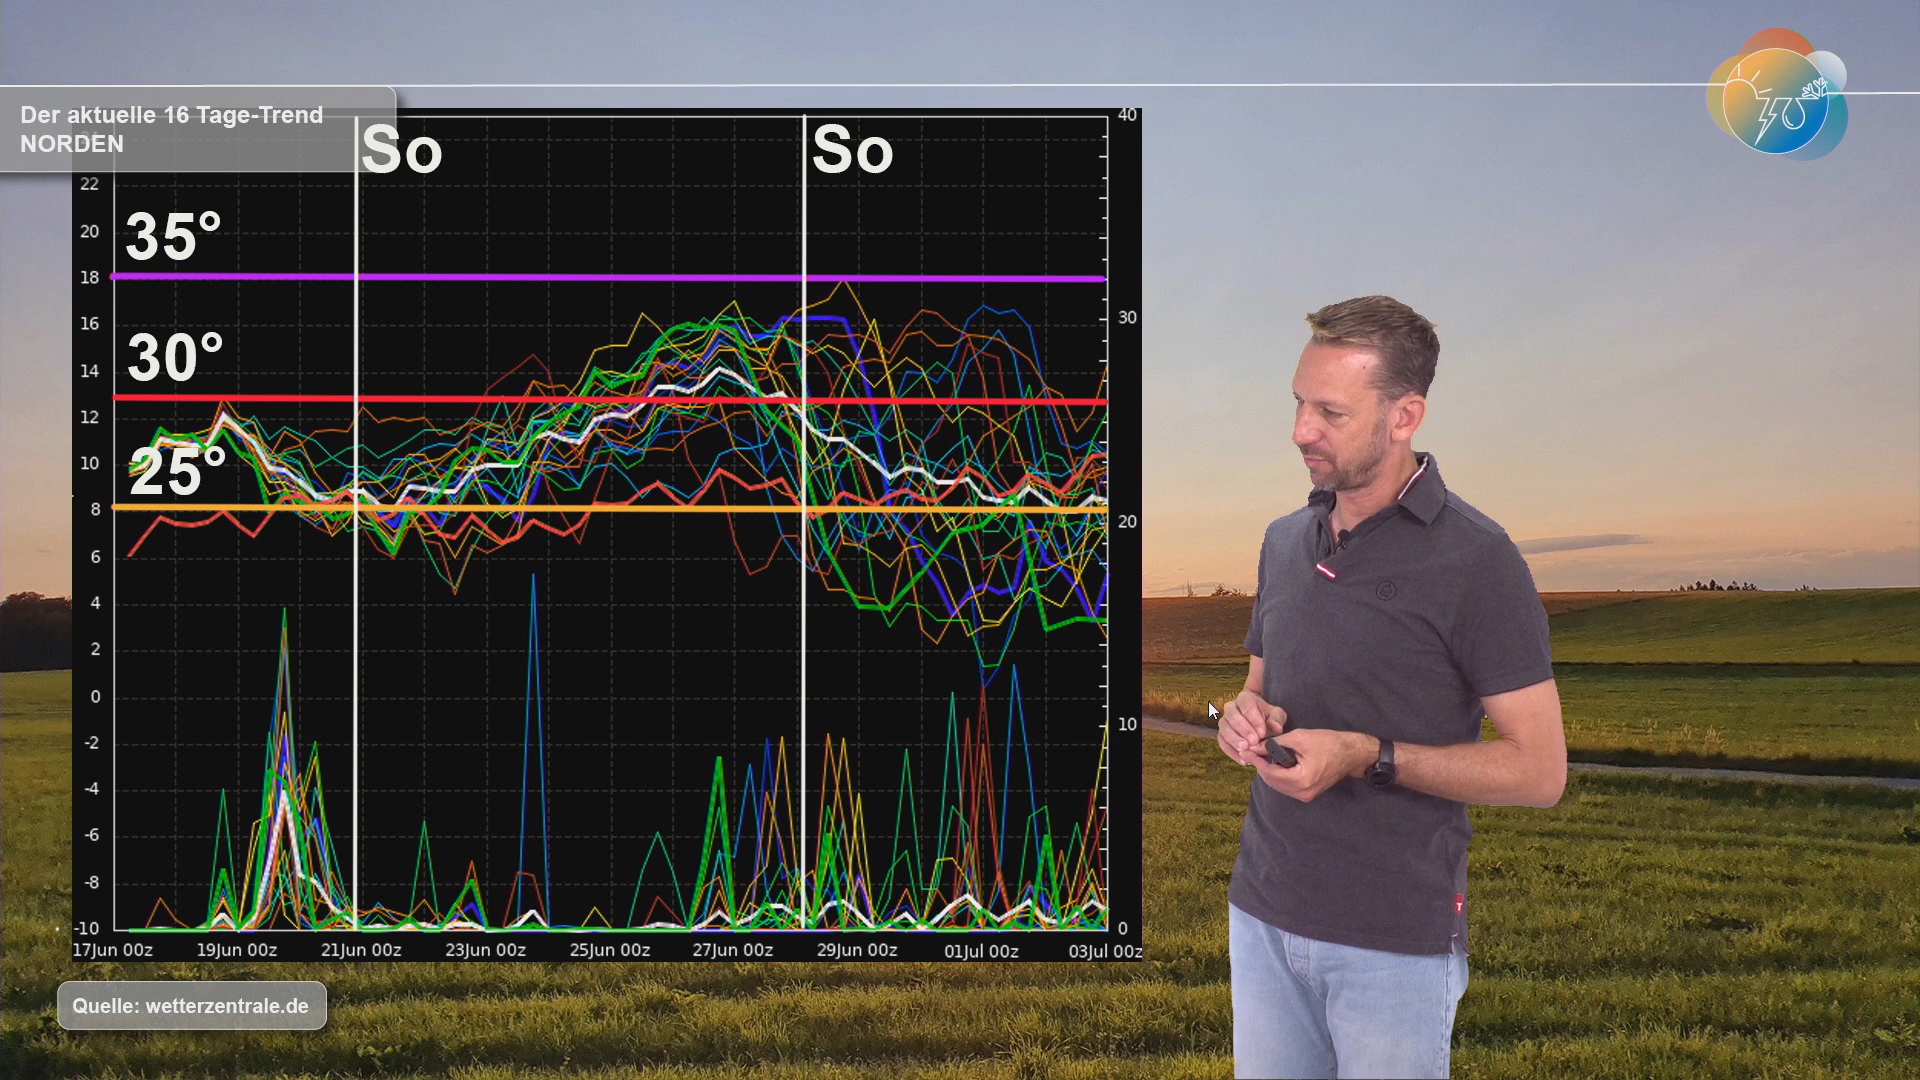 Der aktuelle 16 Tage-Trend
NORDEN
So
So
40
22
20
35°
18
16
30
30°
14
12
10
25°
8
20
6
4
2
0
-2
10
-4
-6
-8
-10
0
17Jun 00z
19Jun 00z
21Jun 00z
23Jun 00z
25Jun 00z
27Jun 00z
29Jun 00z
01Jul 00z
03Jul 00z
T
Quelle: wetterzentrale.de